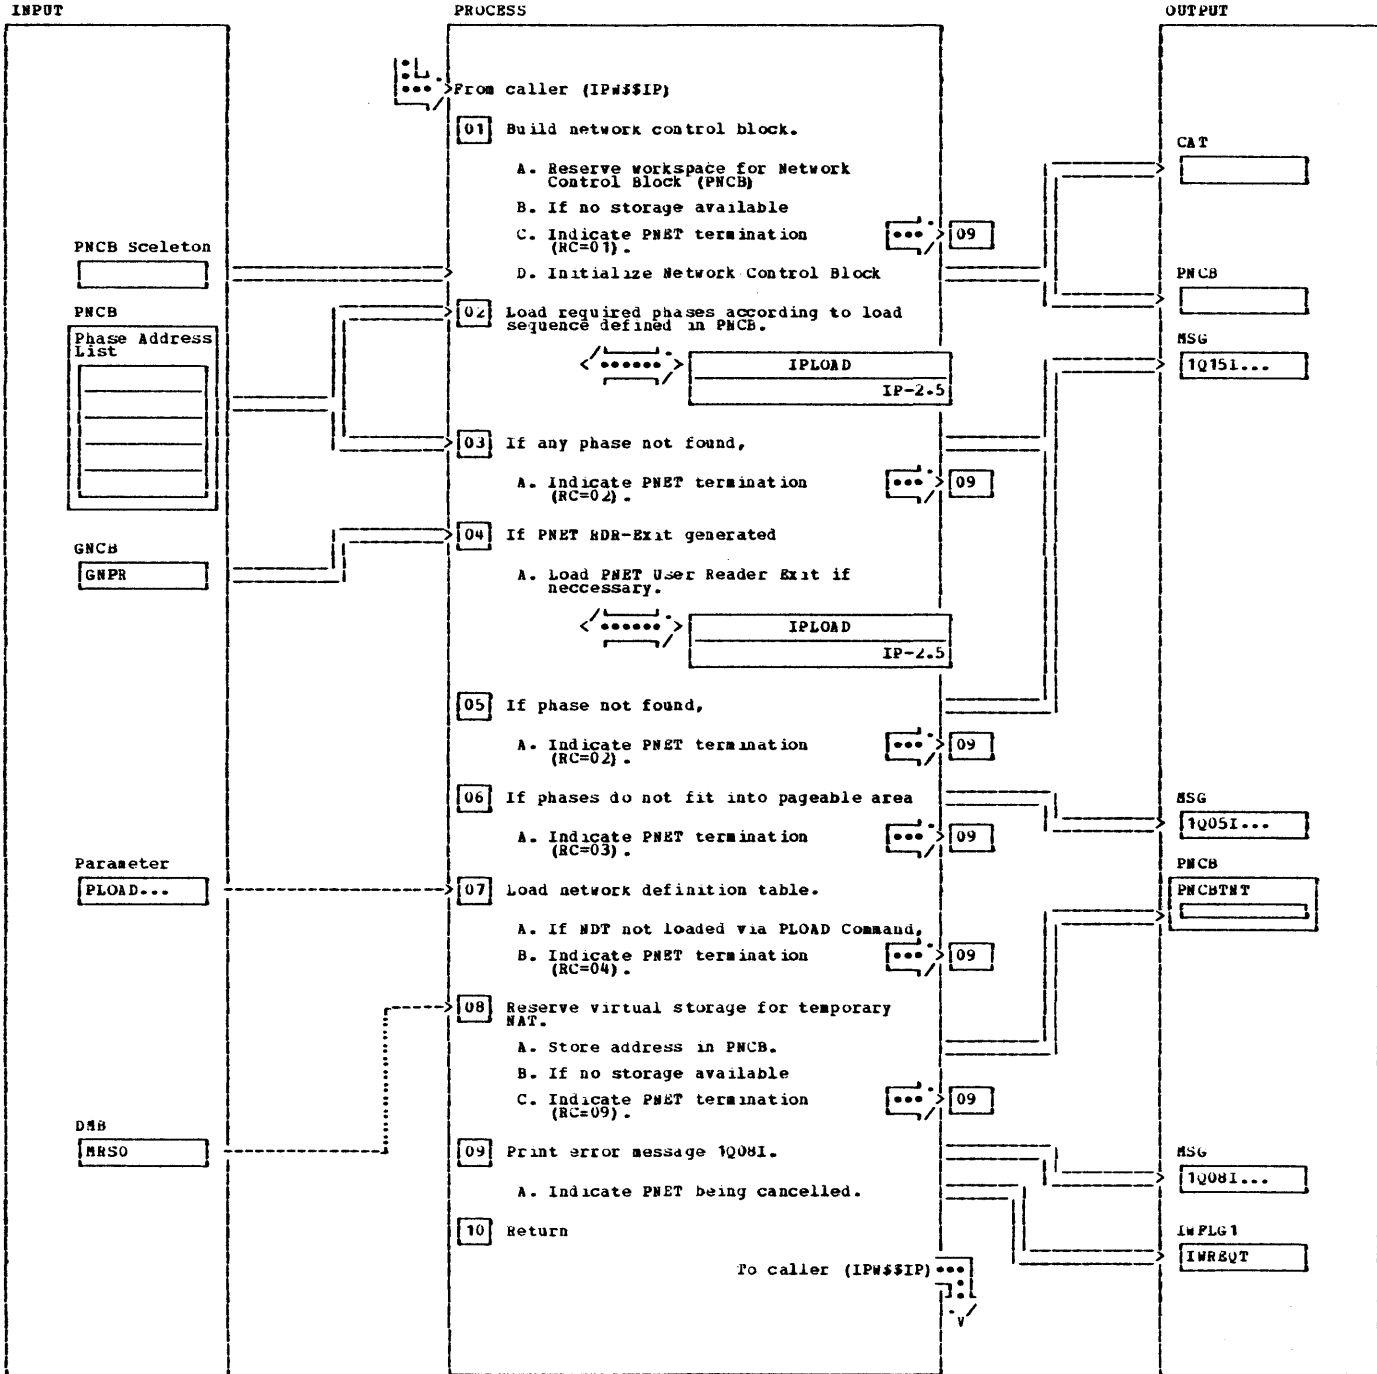 INPUT
PROCESS
OUTPUT
From caller (IPW$$IP)
01 Build network control block.
A. Reserve workspace for Network
Control Block (PNCB)
B. If no storage available
C. Indicate PNET termination
(RC=01).
09
D. Initialize Network Control Block
PNCB Sceleton
CAT
PNCB
PNCB
Phase Address
List
02 Load required phases according to load
sequence defined in PNCB.
IPLOAD
IP-2.5
MSG
1Q15I...
03 If any phase not found,
A. Indicate PNET termination
(RC=02).
09
GNCB
GNPR
04 If PNET RDR-Exit generated
A. Load PNET User Reader Exit if
neccessary.
IPLOAD
IP-2.5
05 If phase not found,
A. Indicate PNET termination
(RC=02).
09
06 If phases do not fit into pageable area
A. Indicate PNET termination
(RC=03).
09
MSG
1Q05I...
Parameter
PLOAD...
07 Load network definition table.
A. If NDT not loaded via PLOAD Command,
B. Indicate PNET termination
(RC=04).
09
PNCB
PNCBTNT
08 Reserve virtual storage for temporary
NAT.
A. Store address in PNCB.
B. If no storage available
C. Indicate PNET termination
(RC=09).
09
DMB
MRSO
09 Print error message 1Q08I.
A. Indicate PNET being cancelled.
MSG
1Q08I...
10 Return
IWFLG1
IWREQT
To caller (IPW$$IP)